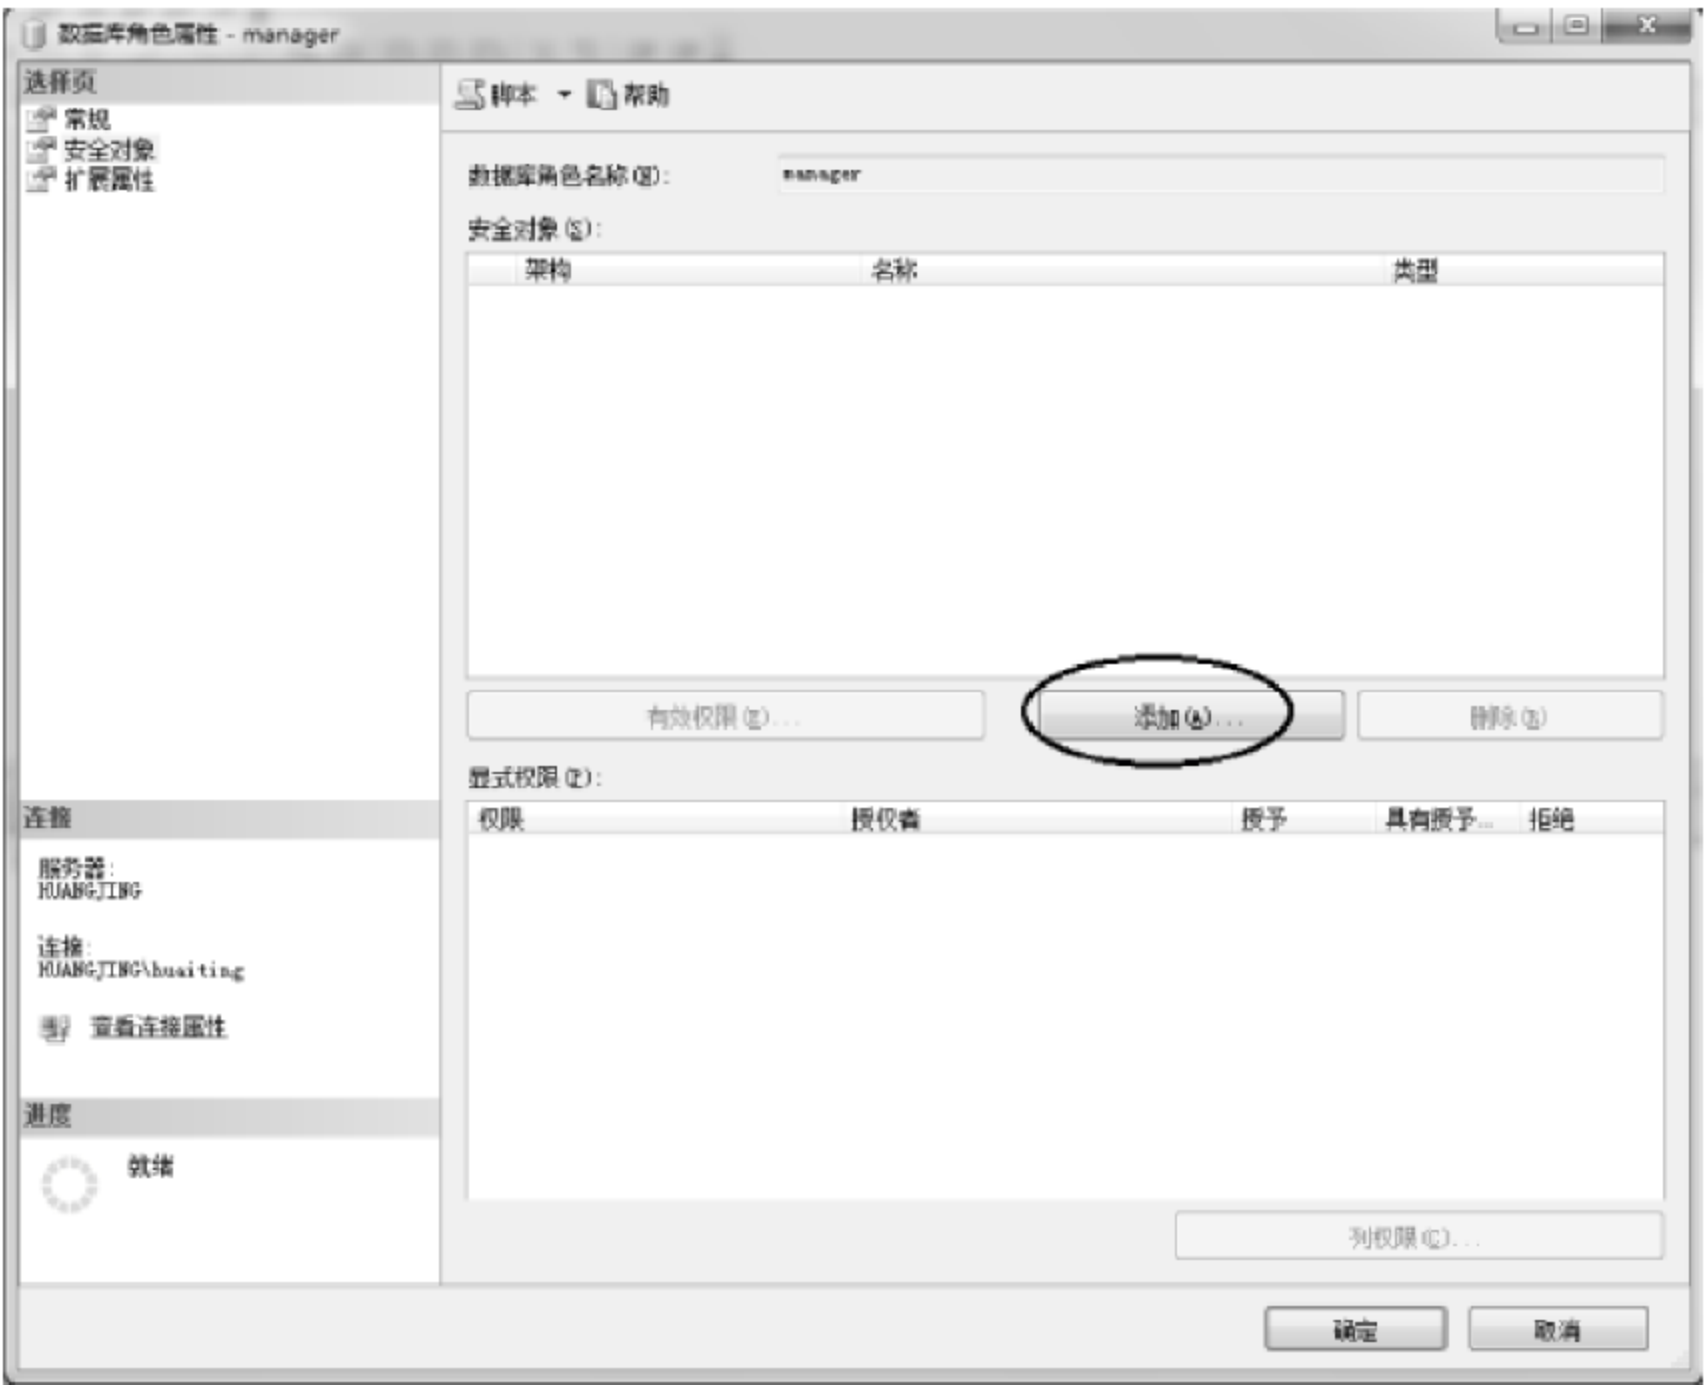 数据库角色属性 - manager
选择页
常规
安全对象
扩展属性
脚本 帮助
数据库角色名称(N): manager
安全对象(S):
架构 名称 类型
有效权限(E)... 添加(A)... 删除(R)
显式权限(P):
权限 授权者 授予 具有授予... 拒绝
列权限(C)...
连接
服务器:
HUANGJING
连接:
HUANGJING\huaiting
查看连接属性
进度
就绪
确定 取消